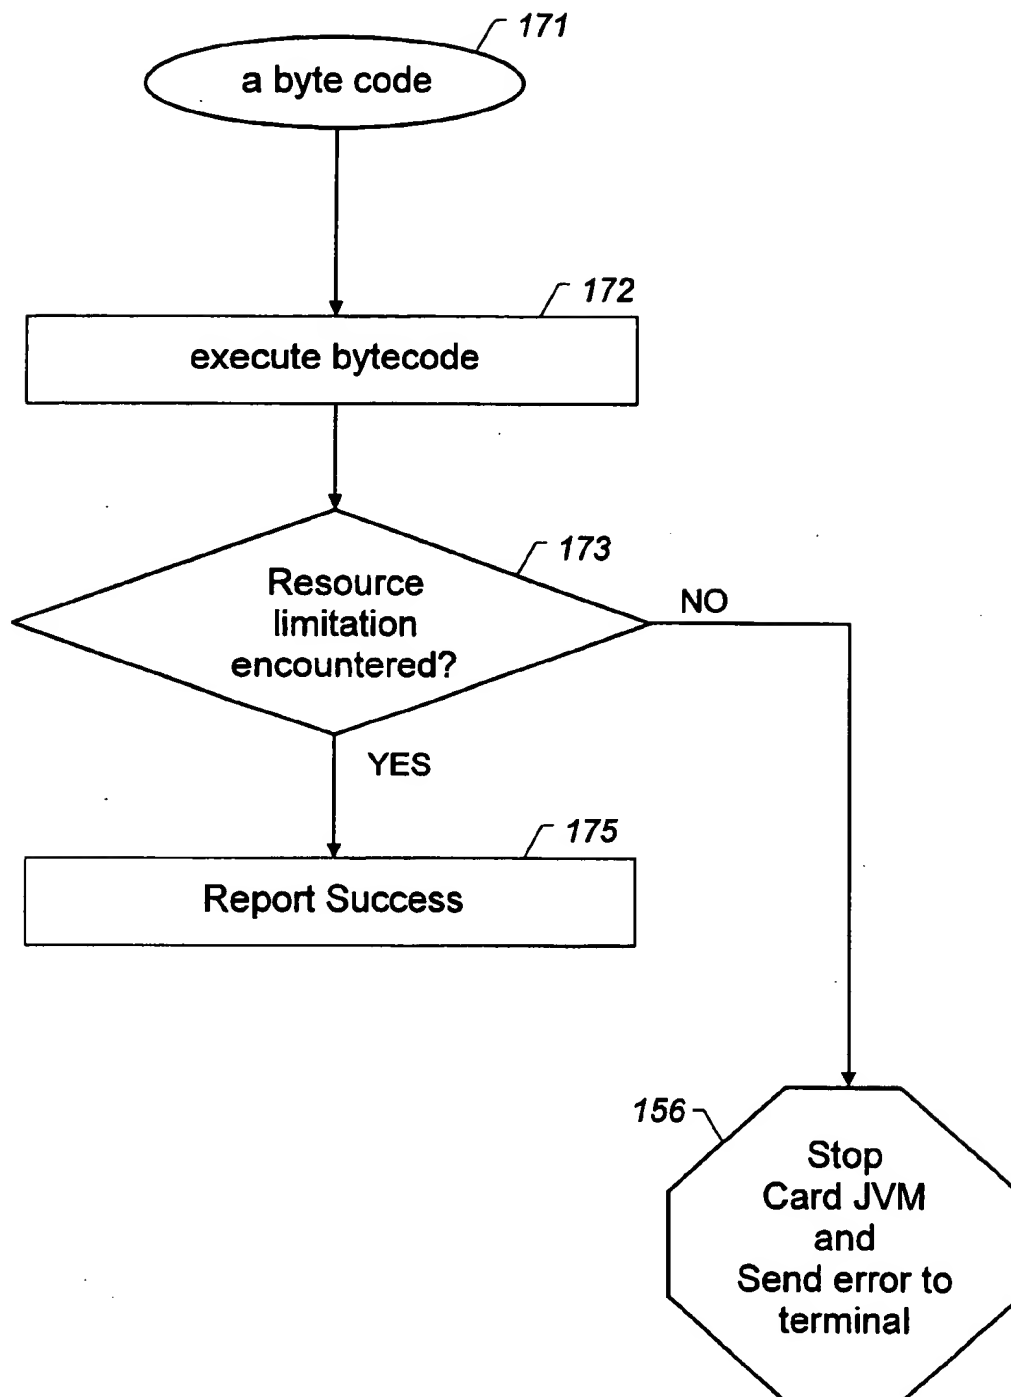 171
a byte code
172
execute bytecode
173
Resource
limitation
encountered?
NO
YES
175
Report Success
156
Stop
Card JVM
and
Send error to
terminal